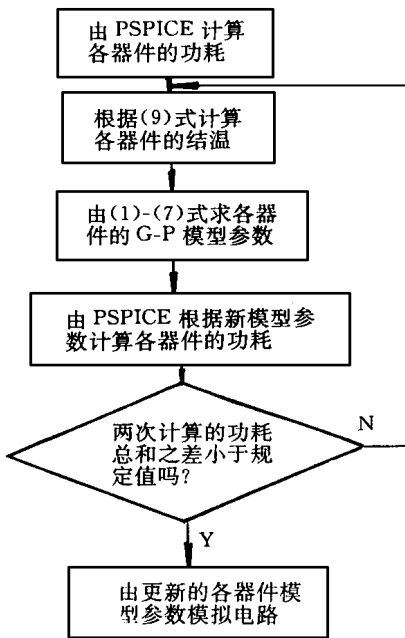 由 PSPICE 计算
各器件的功耗
根据(9)式计算
各器件的结温
由(1)-(7)式求各器
件的 G-P 模型参数
由 PSPICE 根据新模型参
数计算各器件的功耗
两次计算的功耗
总和之差小于规
定值吗?
N
Y
由更新的各器件模
型参数模拟电路